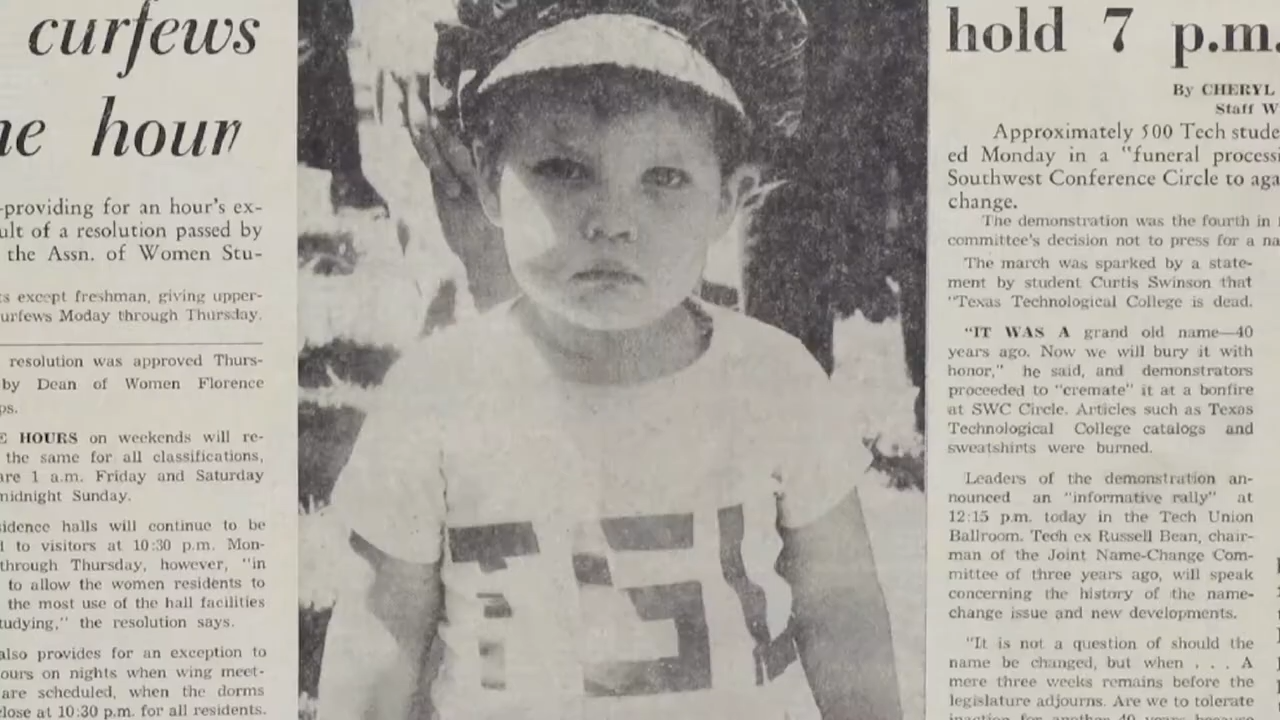 curfews
hour
-providing for an hour's ex-
ult of a resolution passed by
the Assn. of Women Stu-
ts except freshman, giving upper-
urfews Moday through Thursday.
resolution was approved Thurs-
by Dean of Women Florence
ps.
E HOURS on weekends will re-
the same for all classifications,
are 1 a.m. Friday and Saturday
midnight Sunday.
sidence halls will continue to be
d to visitors at 10:30 p.m. Mon-
through Thursday, however, "in
to allow the women residents to
the most use of the hall facilities
tudying," the resolution says.
also provides for an exception to
ours on nights when wing meet-
are scheduled, when the dorms
close at 10:30 p.m. for all residents.
TSU
hold 7 p.m.
By CHERYL
Staff W
Approximately 500 Tech stude
ed Monday in a "funeral processi
Southwest Conference Circle to aga
change.
The demonstration was the fourth in
committee's decision not to press for a na
The march was sparked by a state-
ment by student Curtis Swinson that
"Texas Technological College is dead.
"IT WAS A grand old name—40
years ago. Now we will bury it with
honor," he said, and demonstrators
proceeded to "cremate" it at a bonfire
at SWC Circle. Articles such as Texas
Technological College catalogs and
sweatshirts were burned.
Leaders of the demonstration an-
nounced an "informative rally" at
12:15 p.m. today in the Tech Union
Ballroom. Tech ex Russell Bean, chair-
man of the Joint Name-Change Com-
mittee of three years ago, will speak
concerning the history of the name-
change issue and new developments.
"It is not a question of should the
name be changed, but when . . . A
mere three weeks remains before the
legislature adjourns. Are we to tolerate
inaction for another 40 years because